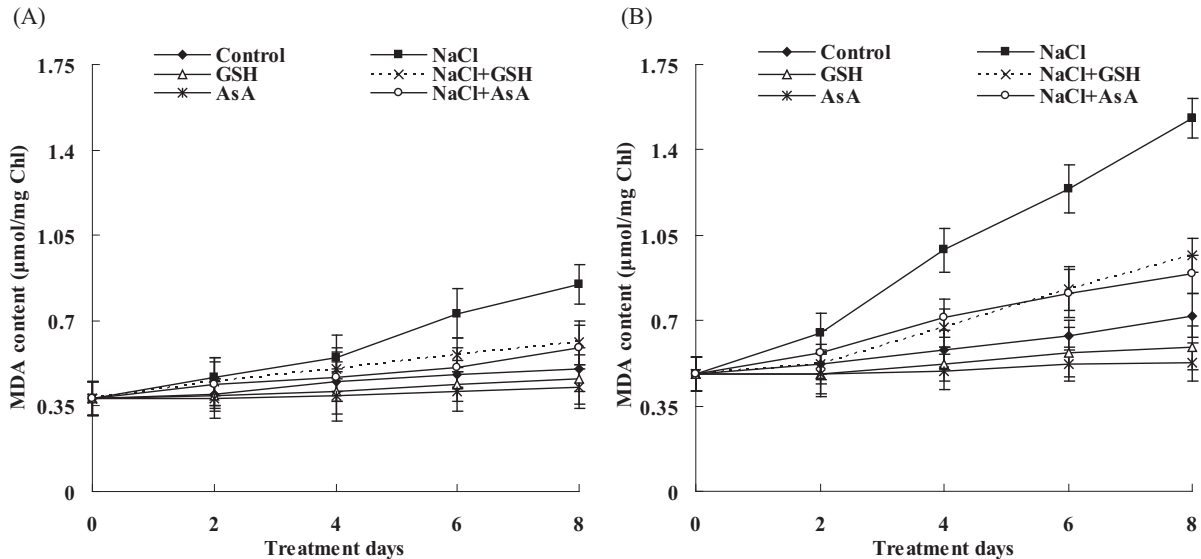 (A)
Control NaCl
GSH NaCl+GSH
AsA NaCl+AsA
MDA content (µmol/mg Chl)
1.75
1.4
1.05
0.7
0.35
0
0 2 4 6 8
Treatment days
(B)
Control NaCl
GSH NaCl+GSH
AsA NaCl+AsA
MDA content (µmol/mg Chl)
1.75
1.4
1.05
0.7
0.35
0
0 2 4 6 8
Treatment days